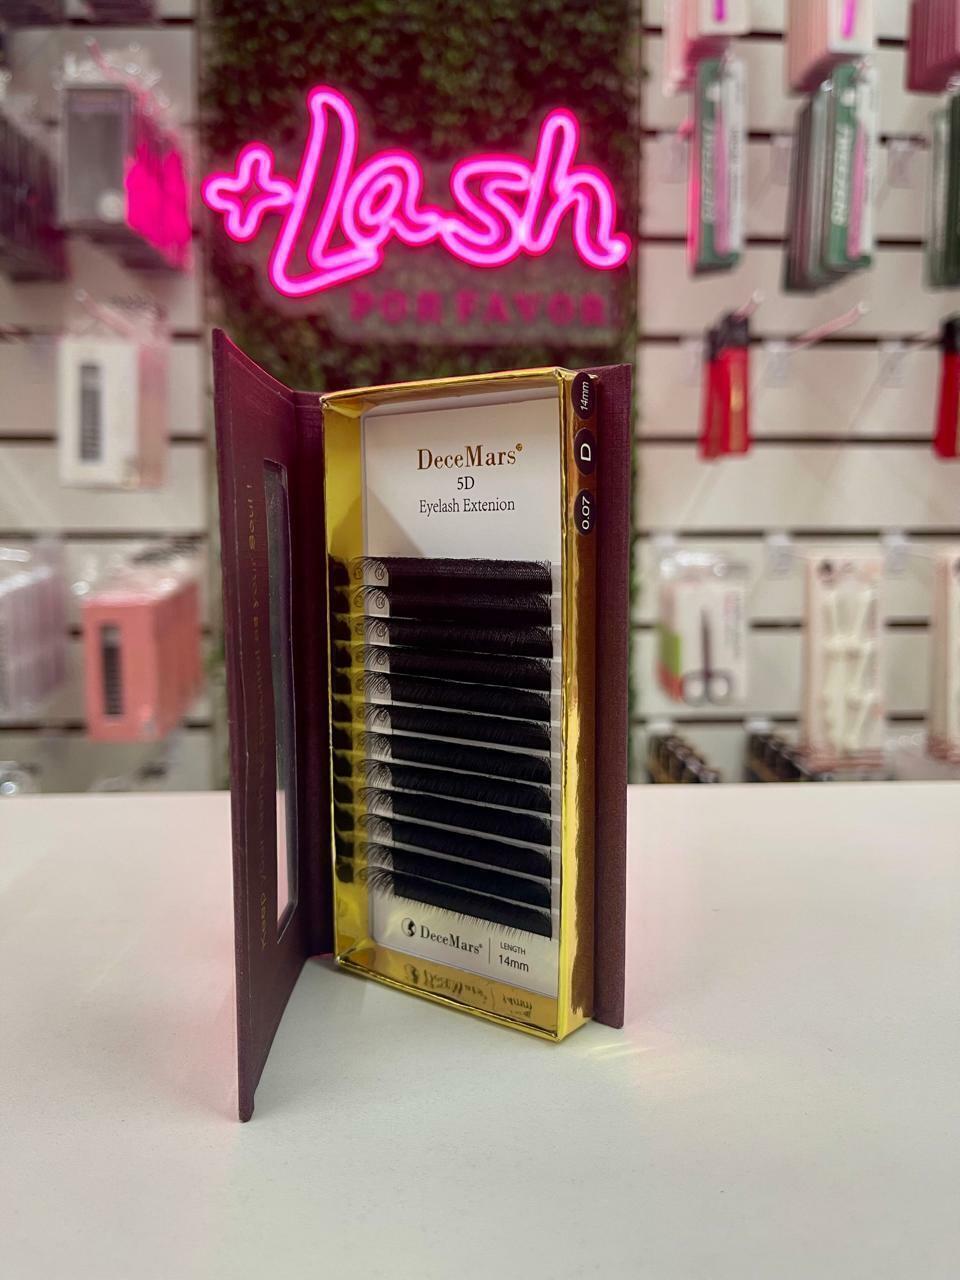 +Lash
POR FAVOR
DeceMars
5D
Eyelash Extenion
14mm
D
0.07
DeceMars
LENGTH
14mm